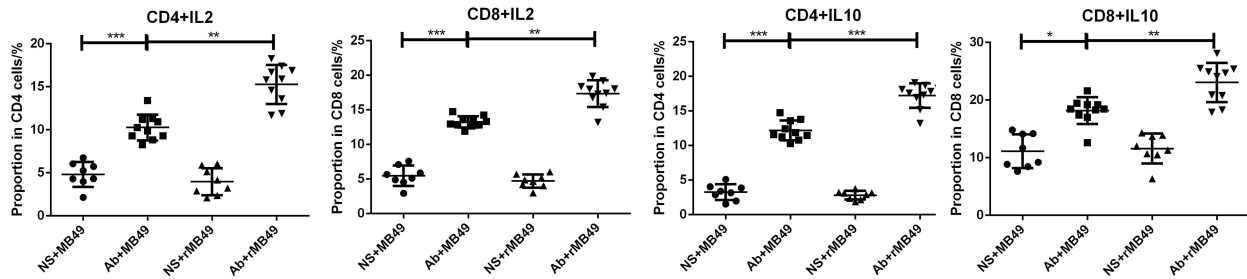 CD4+IL2
*** **
Proportion in CD4 cells/%
20
15
10
5
0
NS+MB49
Ab+MB49
NS+rMB49
Ab+rMB49
CD8+IL2
*** **
Proportion in CD8 cells/%
25
20
15
10
5
0
NS+MB49
Ab+MB49
NS+rMB49
Ab+rMB49
CD4+IL10
*** ***
Proportion in CD4 cells/%
25
20
15
10
5
0
NS+MB49
Ab+MB49
NS+rMB49
Ab+rMB49
CD8+IL10
* **
Proportion in CD8 cells/%
30
20
10
0
NS+MB49
Ab+MB49
NS+rMB49
Ab+rMB49